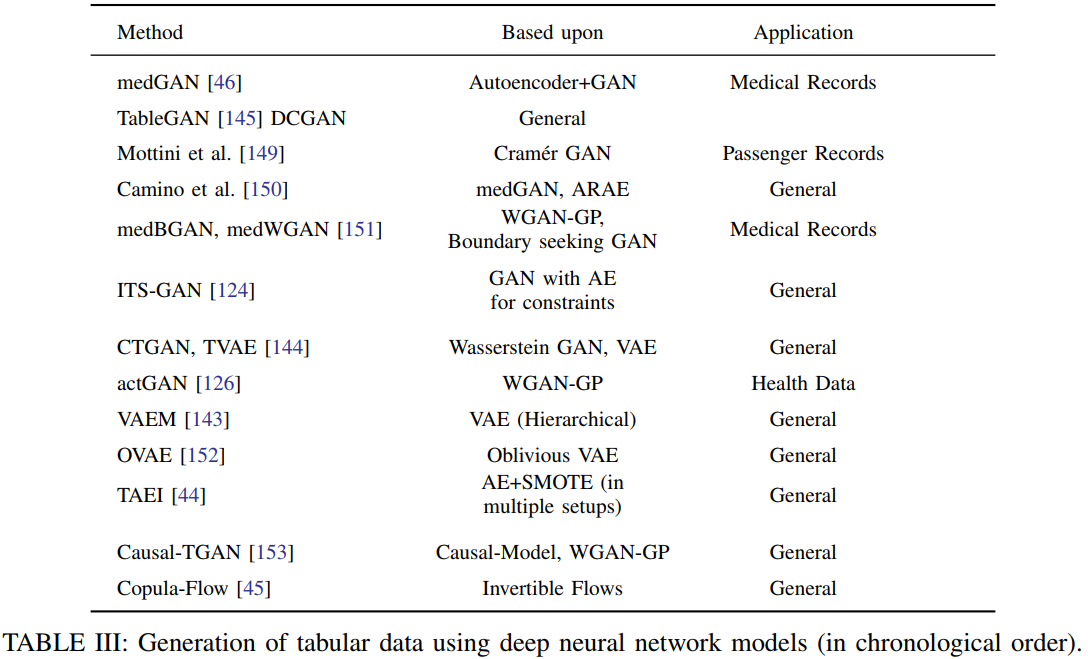 Method Based upon Application
medGAN [46] Autoencoder+GAN Medical Records
TableGAN [145] DCGAN General
Mottini et al. [149] Cramér GAN Passenger Records
Camino et al. [150] medGAN, ARAE General
medBGAN, medWGAN [151] WGAN-GP, Medical Records
Boundary seeking GAN
ITS-GAN [124] GAN with AE General
for constraints
CTGAN, TVAE [144] Wasserstein GAN, VAE General
actGAN [126] WGAN-GP Health Data
VAEM [143] VAE (Hierarchical) General
OVAE [152] Oblivious VAE General
TAEI [44] AE+SMOTE (in General
multiple setups)
Causal-TGAN [153] Causal-Model, WGAN-GP General
Copula-Flow [45] Invertible Flows General
TABLE III: Generation of tabular data using deep neural network models (in chronological order).